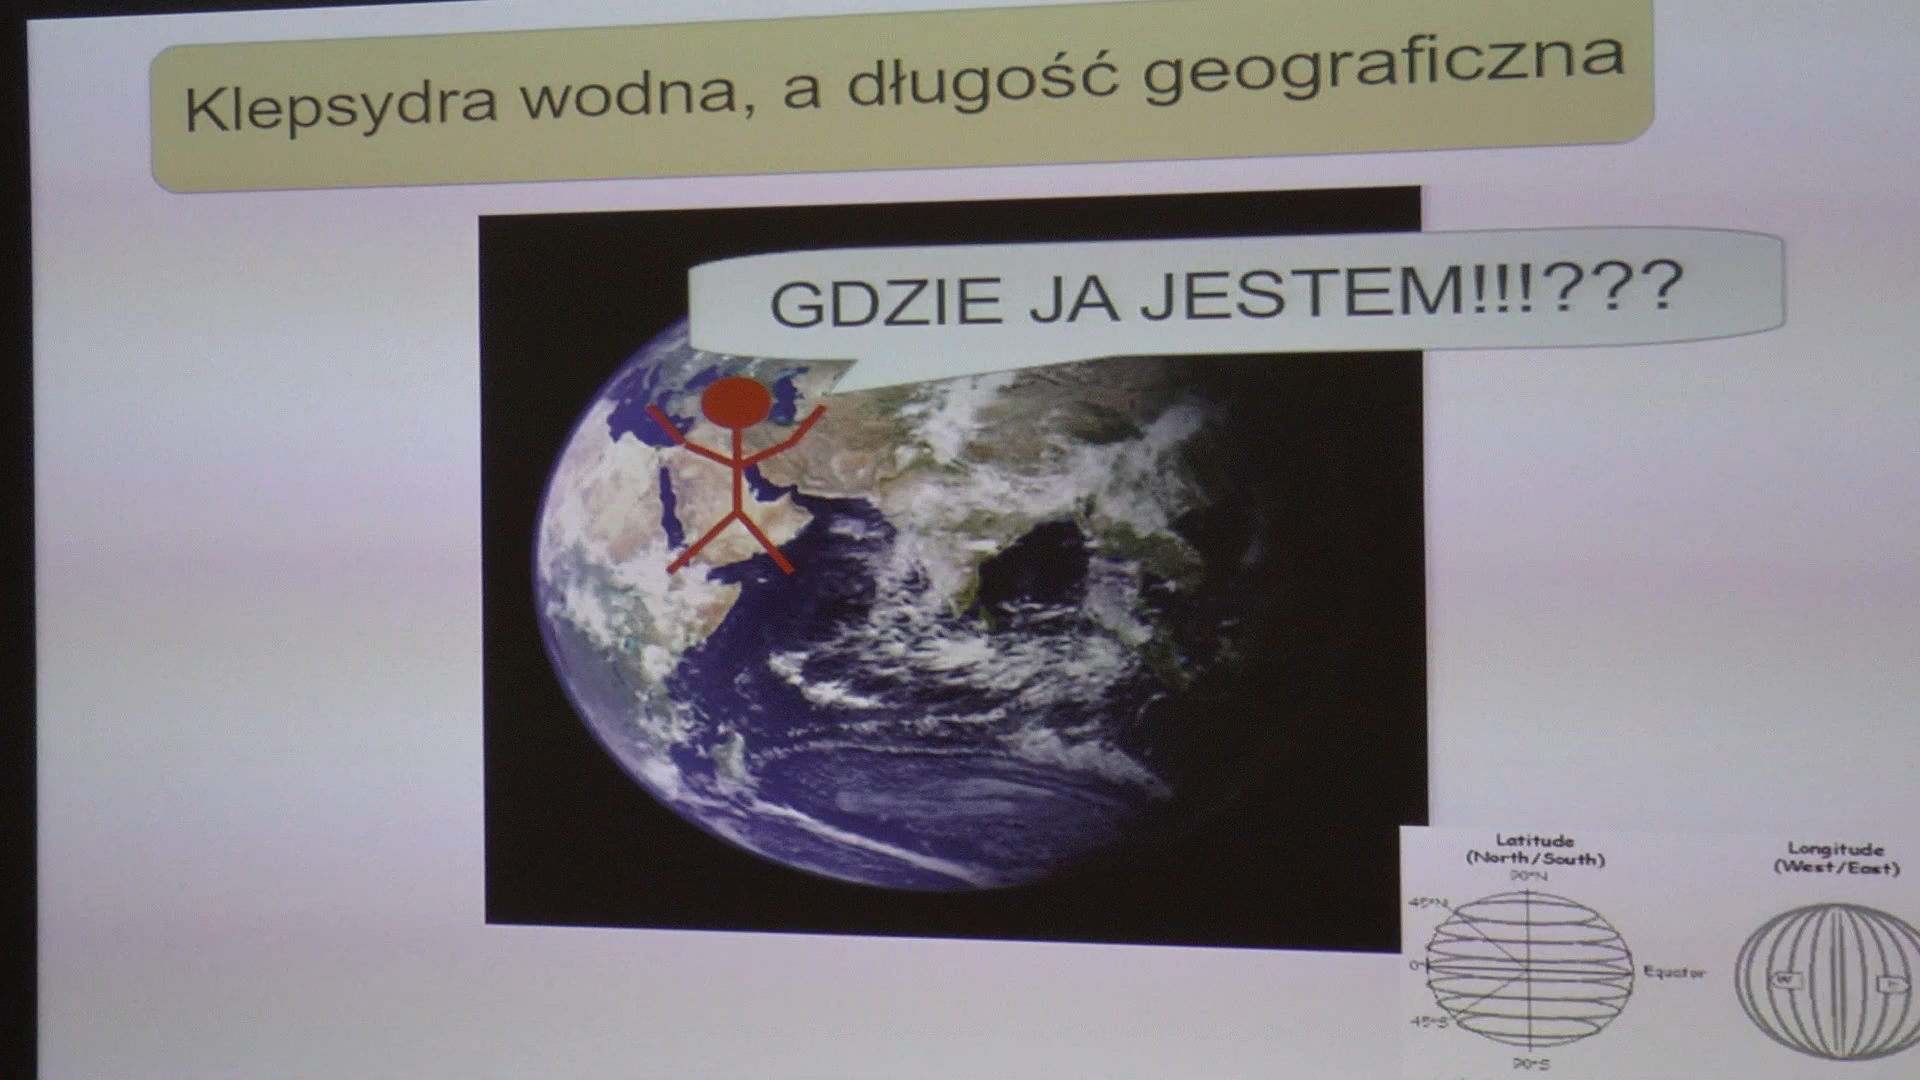 Klepsydra wodna, a długość geograficzna
GDZIE JA JESTEM!!!???
Latitude
(North/South)
90°N
45°N
0°
Equator
45°S
90°S
Longitude
(West/East)
W
E